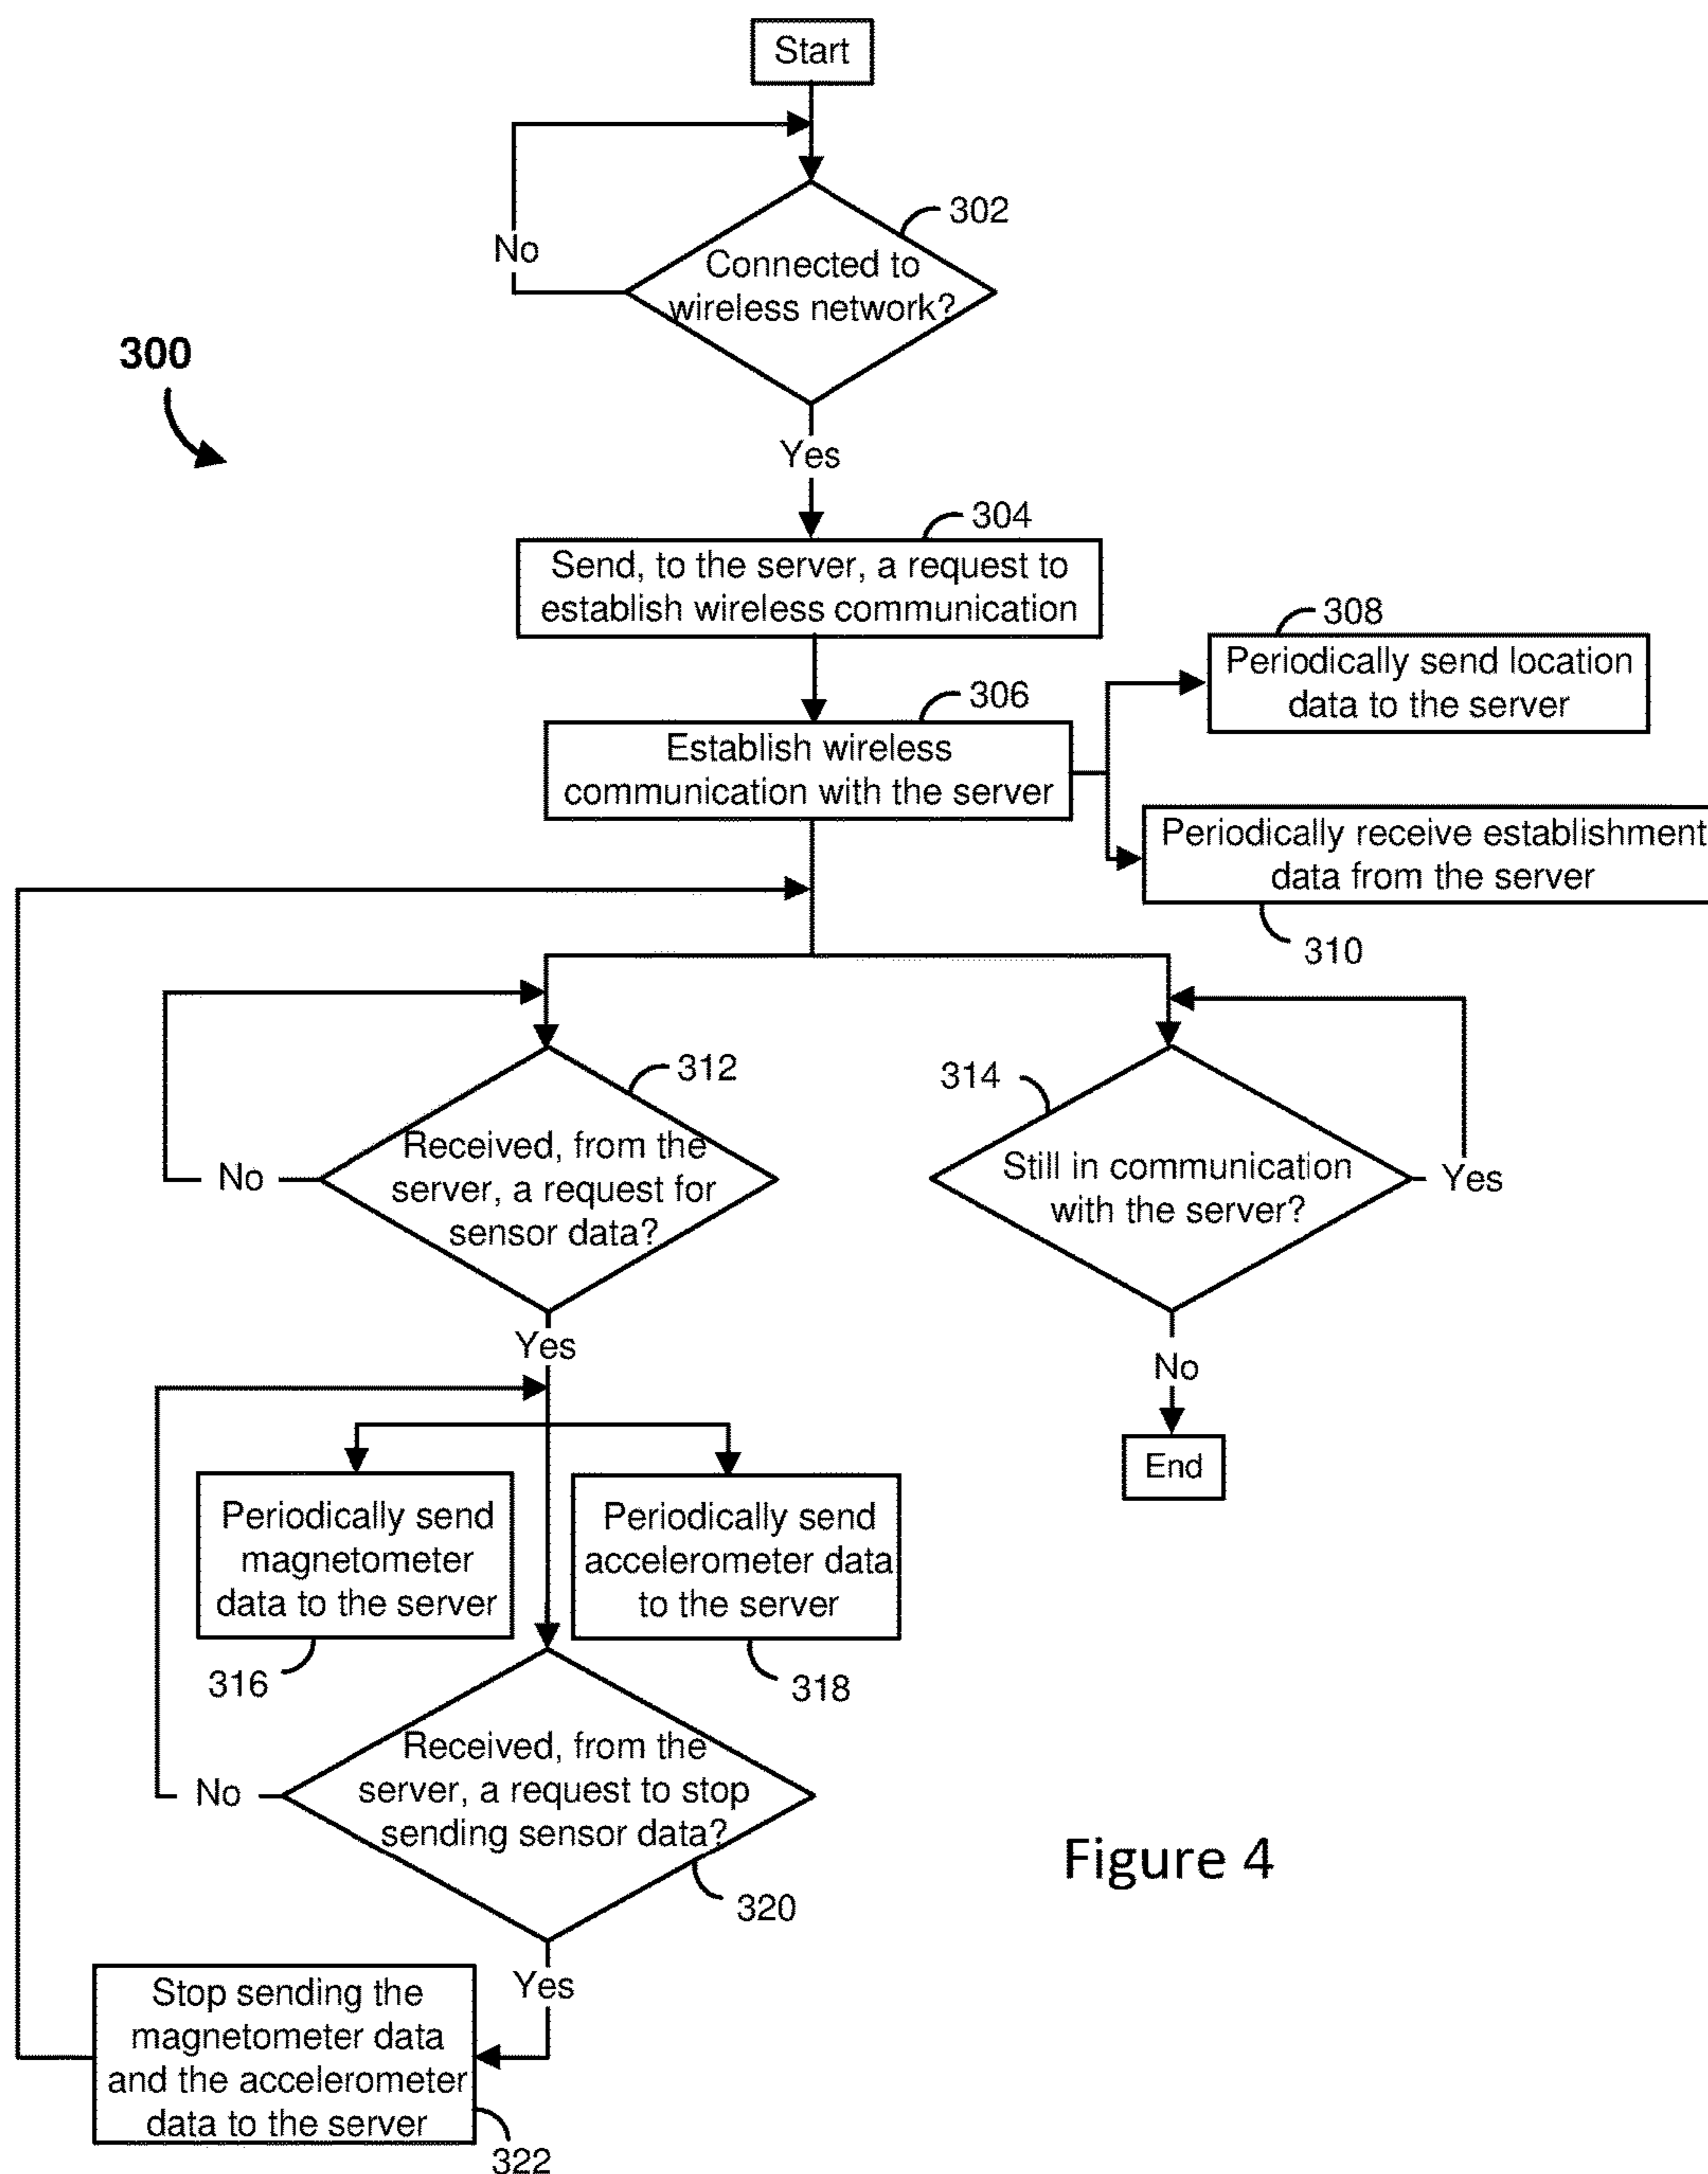 Start
302
No
Connected to
wireless network?
300
Yes
304
Send, to the server, a request to
establish wireless communication
308
Periodically send location
data to the server
306
Establish wireless
communication with the server
Periodically receive establishment
data from the server
310
312
314
Received, from the
server, a request for
sensor data?
No
Still in communication
with the server?
Yes
Yes
No
End
Periodically send
magnetometer
data to the server
Periodically send
accelerometer data
to the server
316
318
Received, from the
server, a request to stop
sending sensor data?
No
Figure 4
320
Yes
Stop sending the
magnetometer data
and the accelerometer
data to the server
322